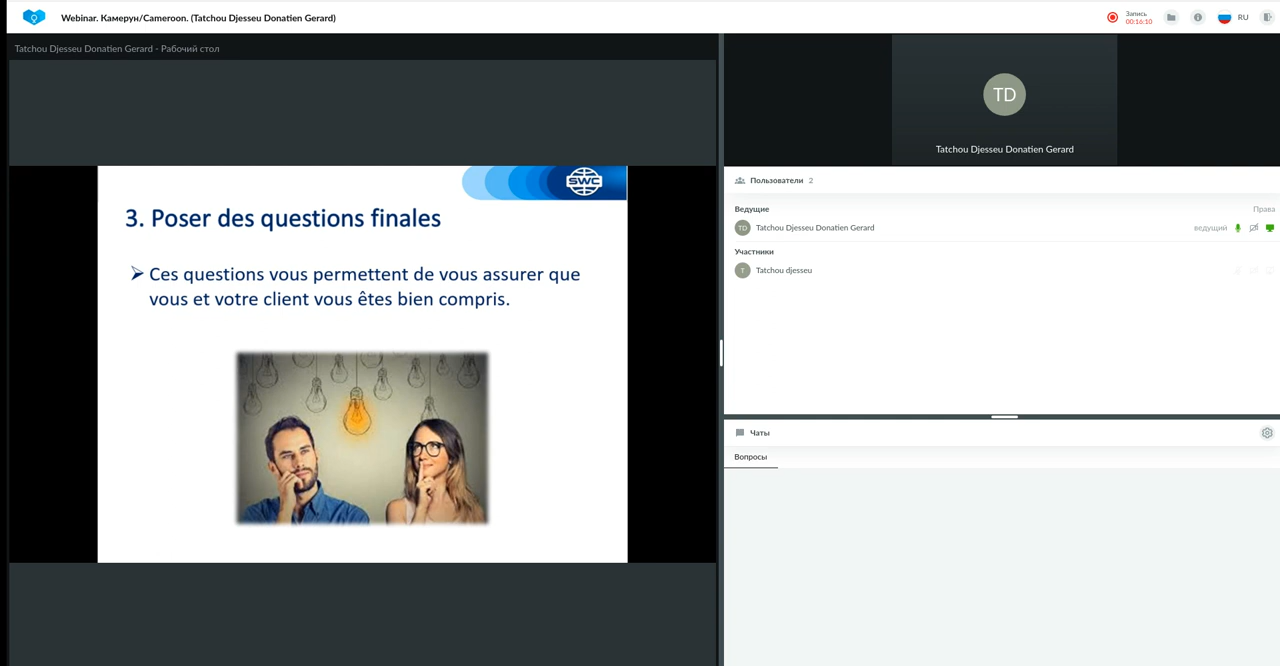 Webinar. Камерун/Cameroon. (Tatchou Djesseu Donatien Gerard)
Запись
00:16:10
RU
Tatchou Djesseu Donatien Gerard - Рабочий стол
SWC
3. Poser des questions finales
Ces questions vous permettent de vous assurer que
vous et votre client vous êtes bien compris.
TD
Tatchou Djesseu Donatien Gerard
Пользователи 2
Ведущие Права
TD Tatchou Djesseu Donatien Gerard ведущий
Участники
T Tatchou djesseu
Чаты
Вопросы